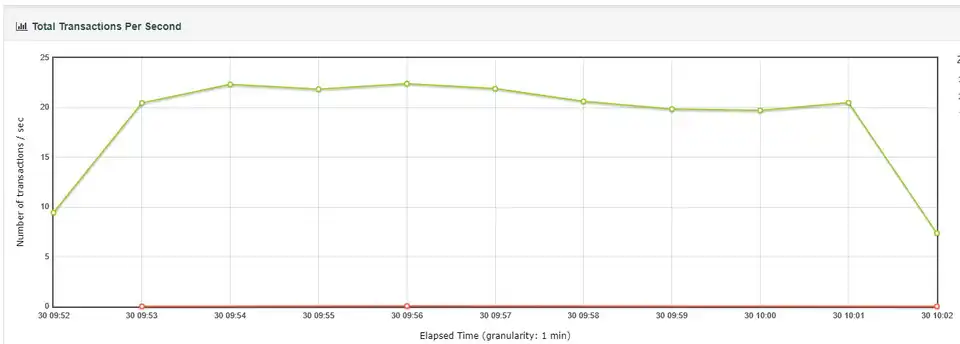 Total Transactions Per Second
25
20
15
10
5
0
Number of transactions / sec
30 09:52 30 09:53 30 09:54 30 09:55 30 09:56 30 09:57 30 09:58 30 09:59 30 10:00 30 10:01 30 10:02
Elapsed Time (granularity: 1 min)